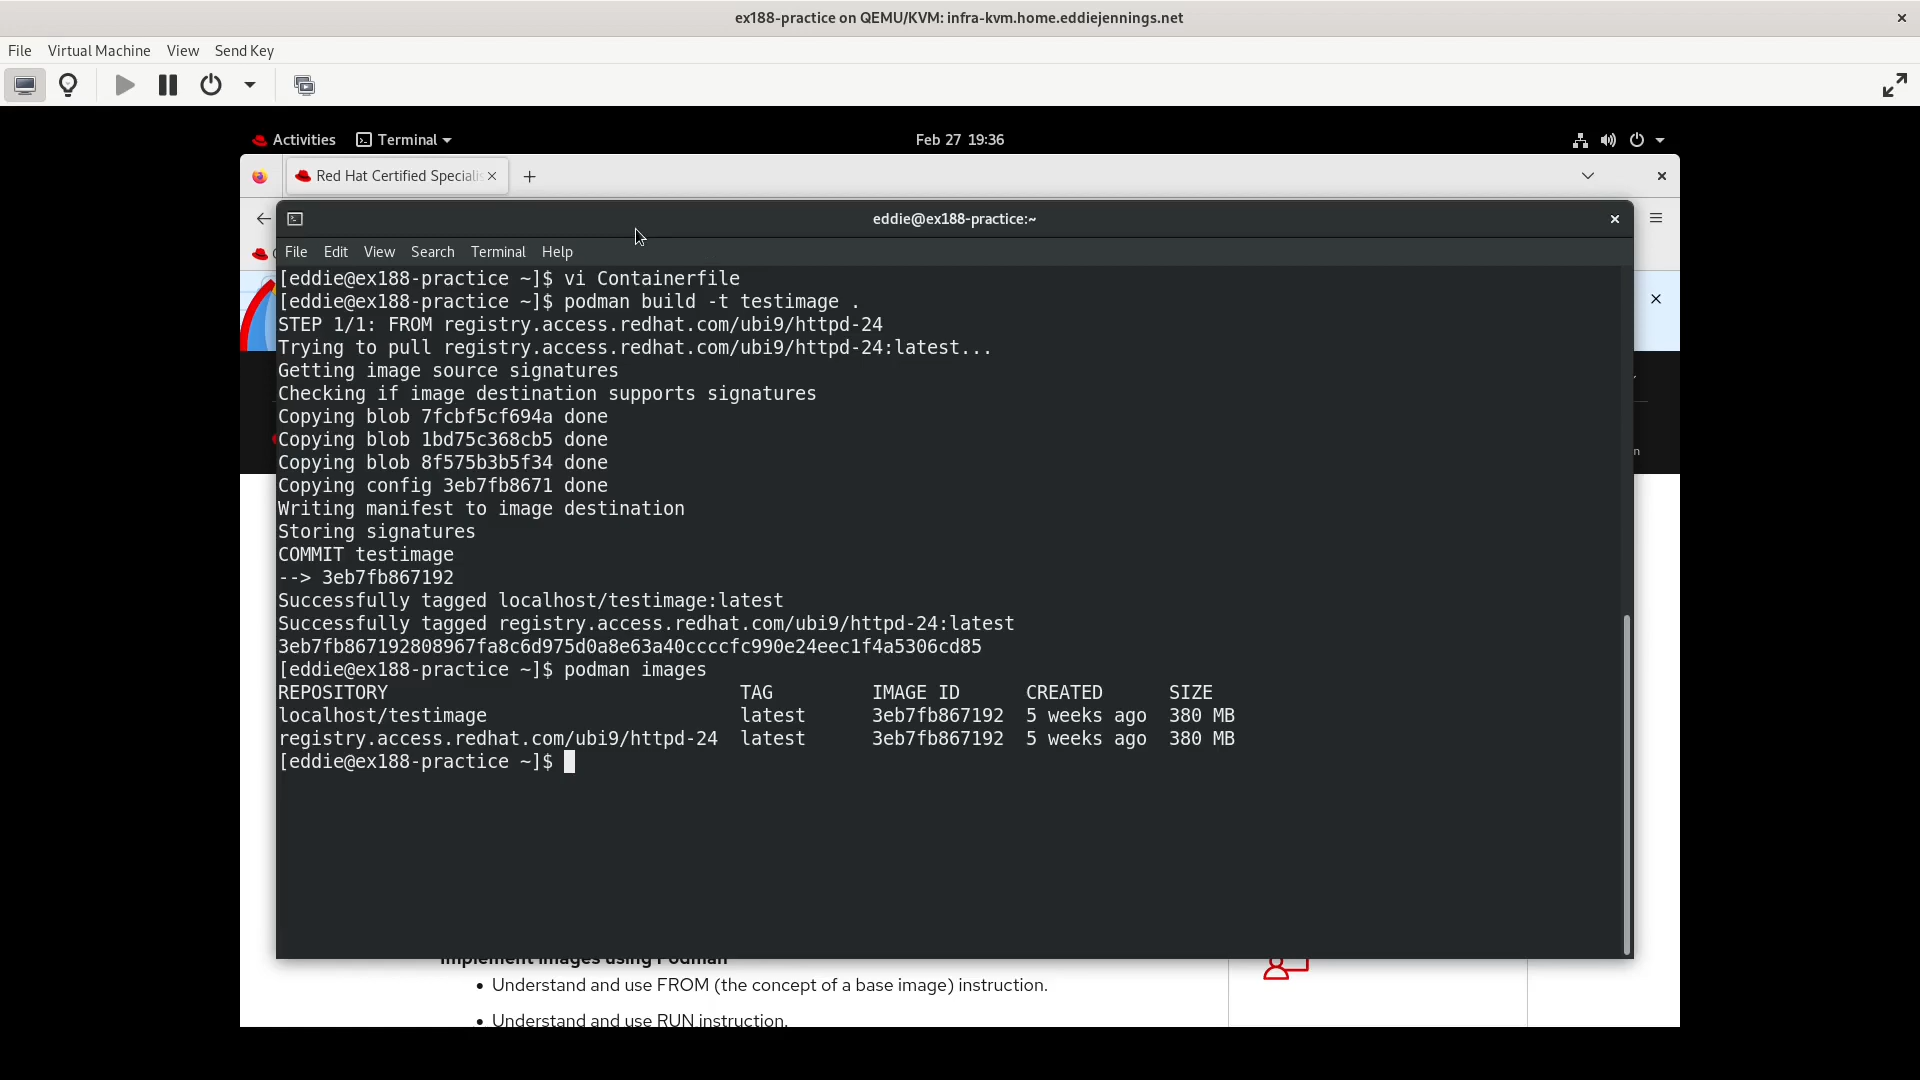 ex188-practice on QEMU/KVM: infra-kvm.home.eddiejennings.net
File Virtual Machine View Send Key
Activities Terminal Feb 27 19:36
Red Hat Certified Speciali
eddie@ex188-practice:~
File Edit View Search Terminal Help
[eddie@ex188-practice ~]$ vi Containerfile
[eddie@ex188-practice ~]$ podman build -t testimage .
STEP 1/1: FROM registry.access.redhat.com/ubi9/httpd-24
Trying to pull registry.access.redhat.com/ubi9/httpd-24:latest...
Getting image source signatures
Checking if image destination supports signatures
Copying blob 7fcbf5cf694a done
Copying blob 1bd75c368cb5 done
Copying blob 8f575b3b5f34 done
Copying config 3eb7fb8671 done
Writing manifest to image destination
Storing signatures
COMMIT testimage
--> 3eb7fb867192
Successfully tagged localhost/testimage:latest
Successfully tagged registry.access.redhat.com/ubi9/httpd-24:latest
3eb7fb867192808967fa8c6d975d0a8e63a40ccccfc990e24eec1f4a5306cd85
[eddie@ex188-practice ~]$ podman images
REPOSITORY TAG IMAGE ID CREATED SIZE
localhost/testimage latest 3eb7fb867192 5 weeks ago 380 MB
registry.access.redhat.com/ubi9/httpd-24 latest 3eb7fb867192 5 weeks ago 380 MB
[eddie@ex188-practice ~]$
Implement images using Podman
• Understand and use FROM (the concept of a base image) instruction.
• Understand and use RUN instruction.